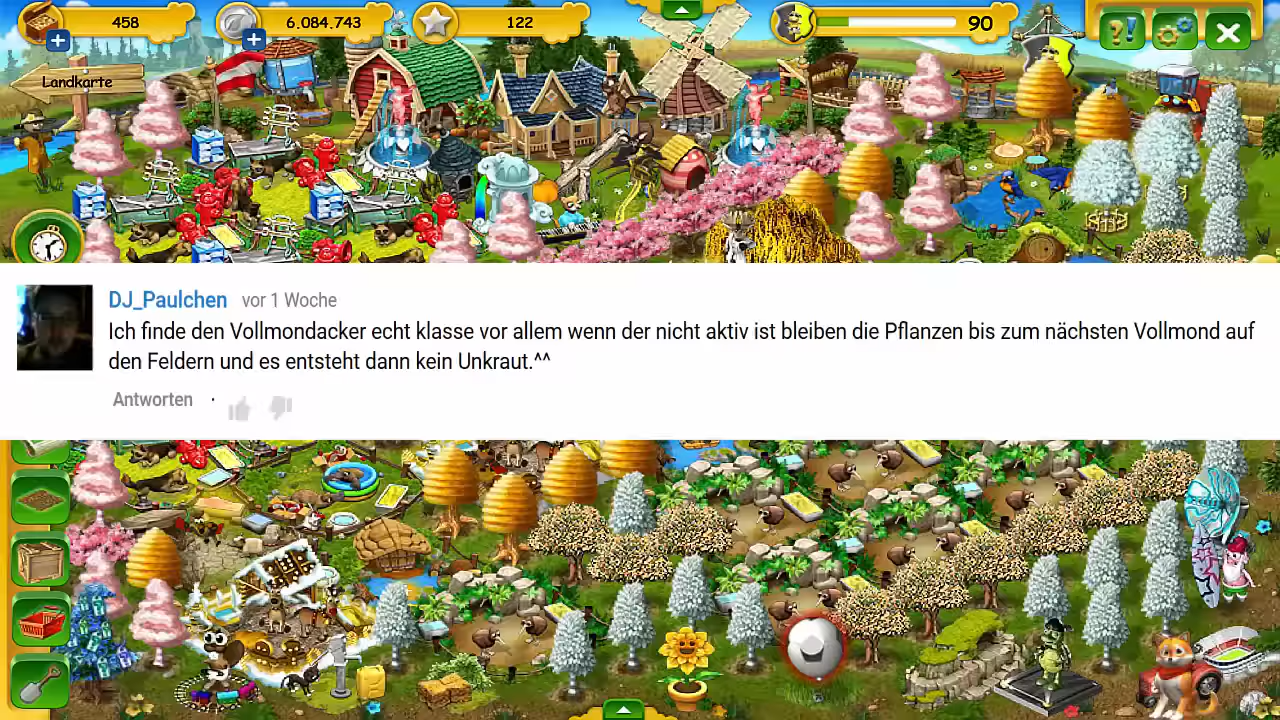 458
6.084.743
122
90
Landkarte
DJ_Paulchen vor 1 Woche
Ich finde den Vollmondacker echt klasse vor allem wenn der nicht aktiv ist bleiben die Pflanzen bis zum nächsten Vollmond auf
den Feldern und es entsteht dann kein Unkraut.^^
Antworten ·